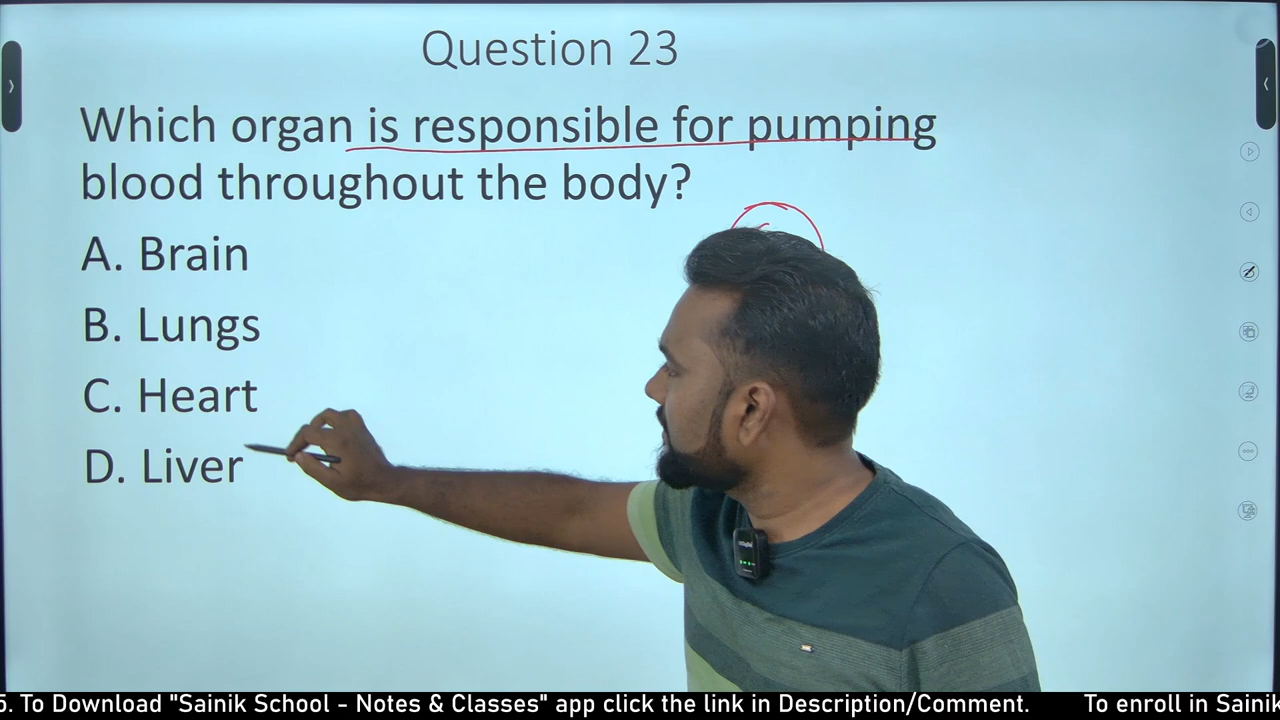 Question 23
Which organ is responsible for pumping
blood throughout the body?
A. Brain
B. Lungs
C. Heart
D. Liver
5. To Download "Sainik School - Notes & Classes" app click the link in Description/Comment. To enroll in Sainik